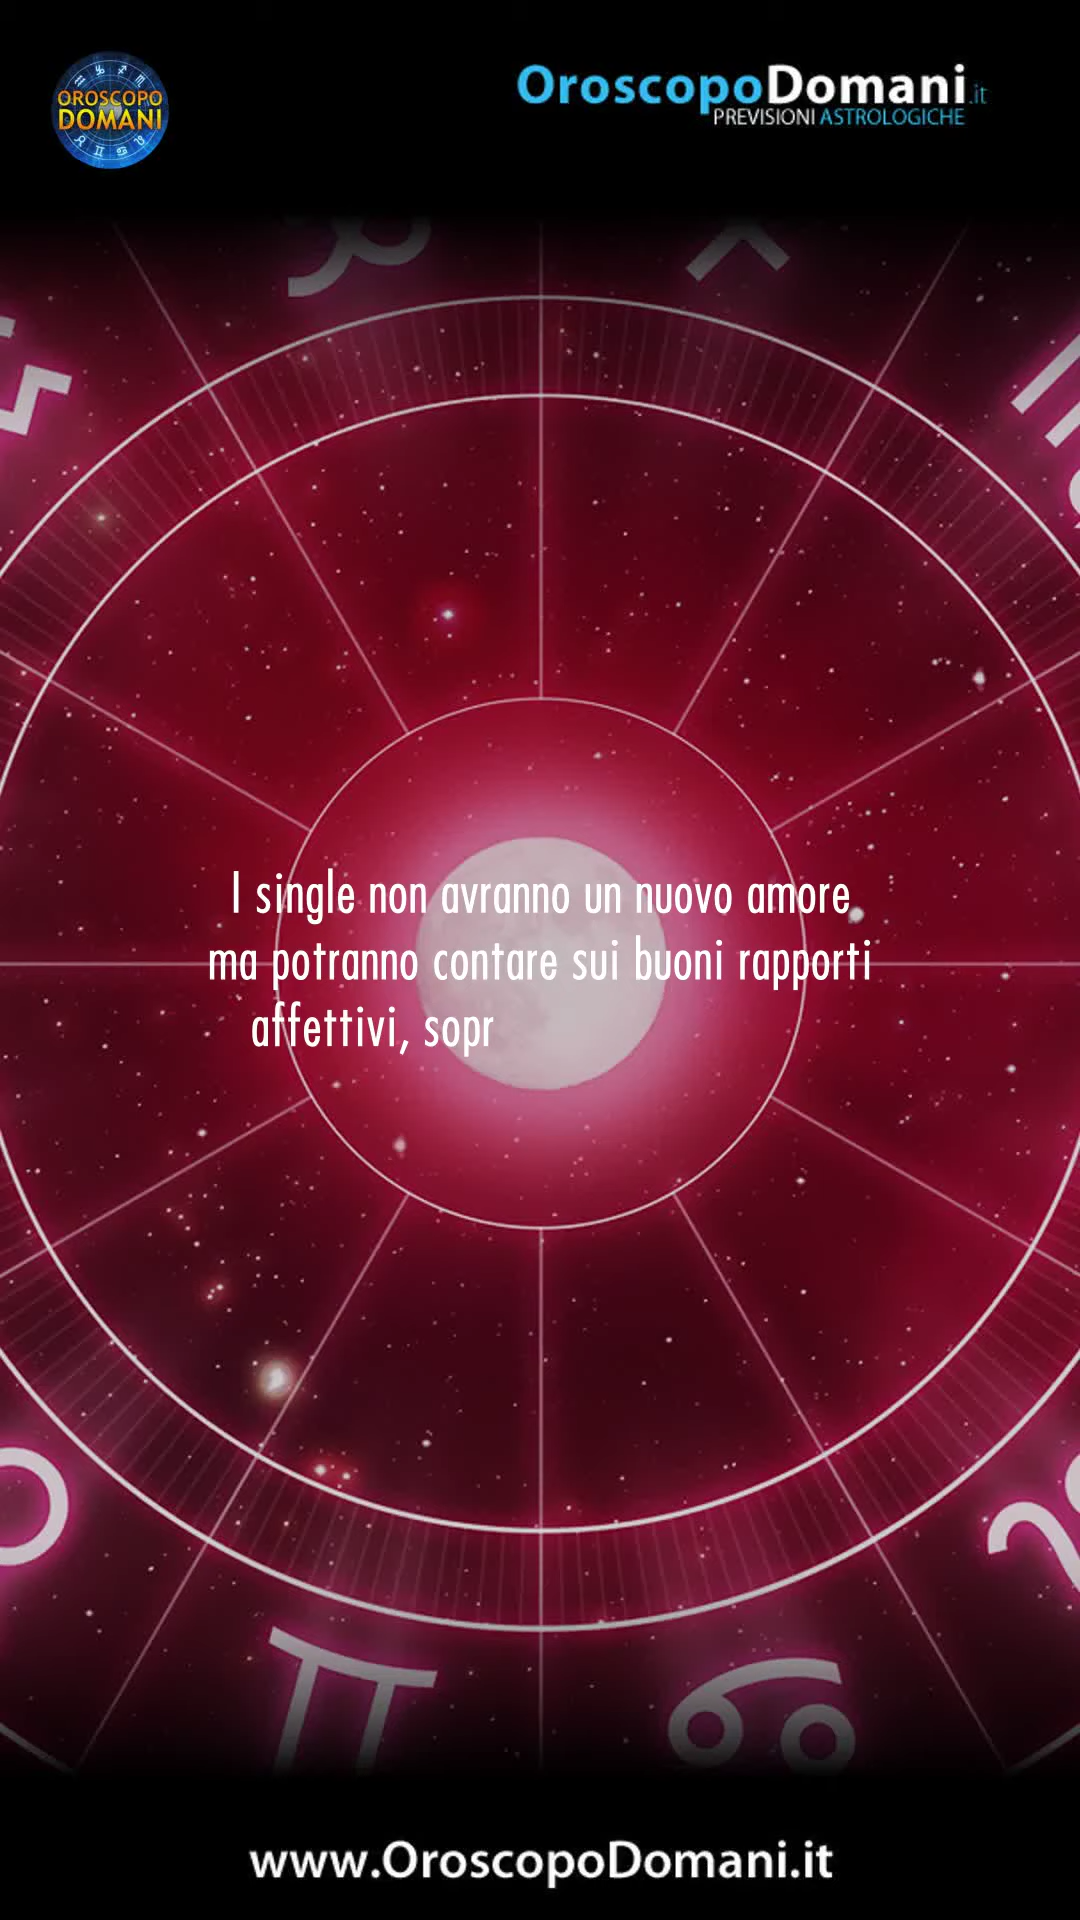 OROSCOPO
DOMANI
OroscopoDomani.it
PREVISIONI ASTROLOGICHE
I single non avranno un nuovo amore
ma potranno contare sui buoni rapporti
affettivi, sopr
www.OroscopoDomani.it